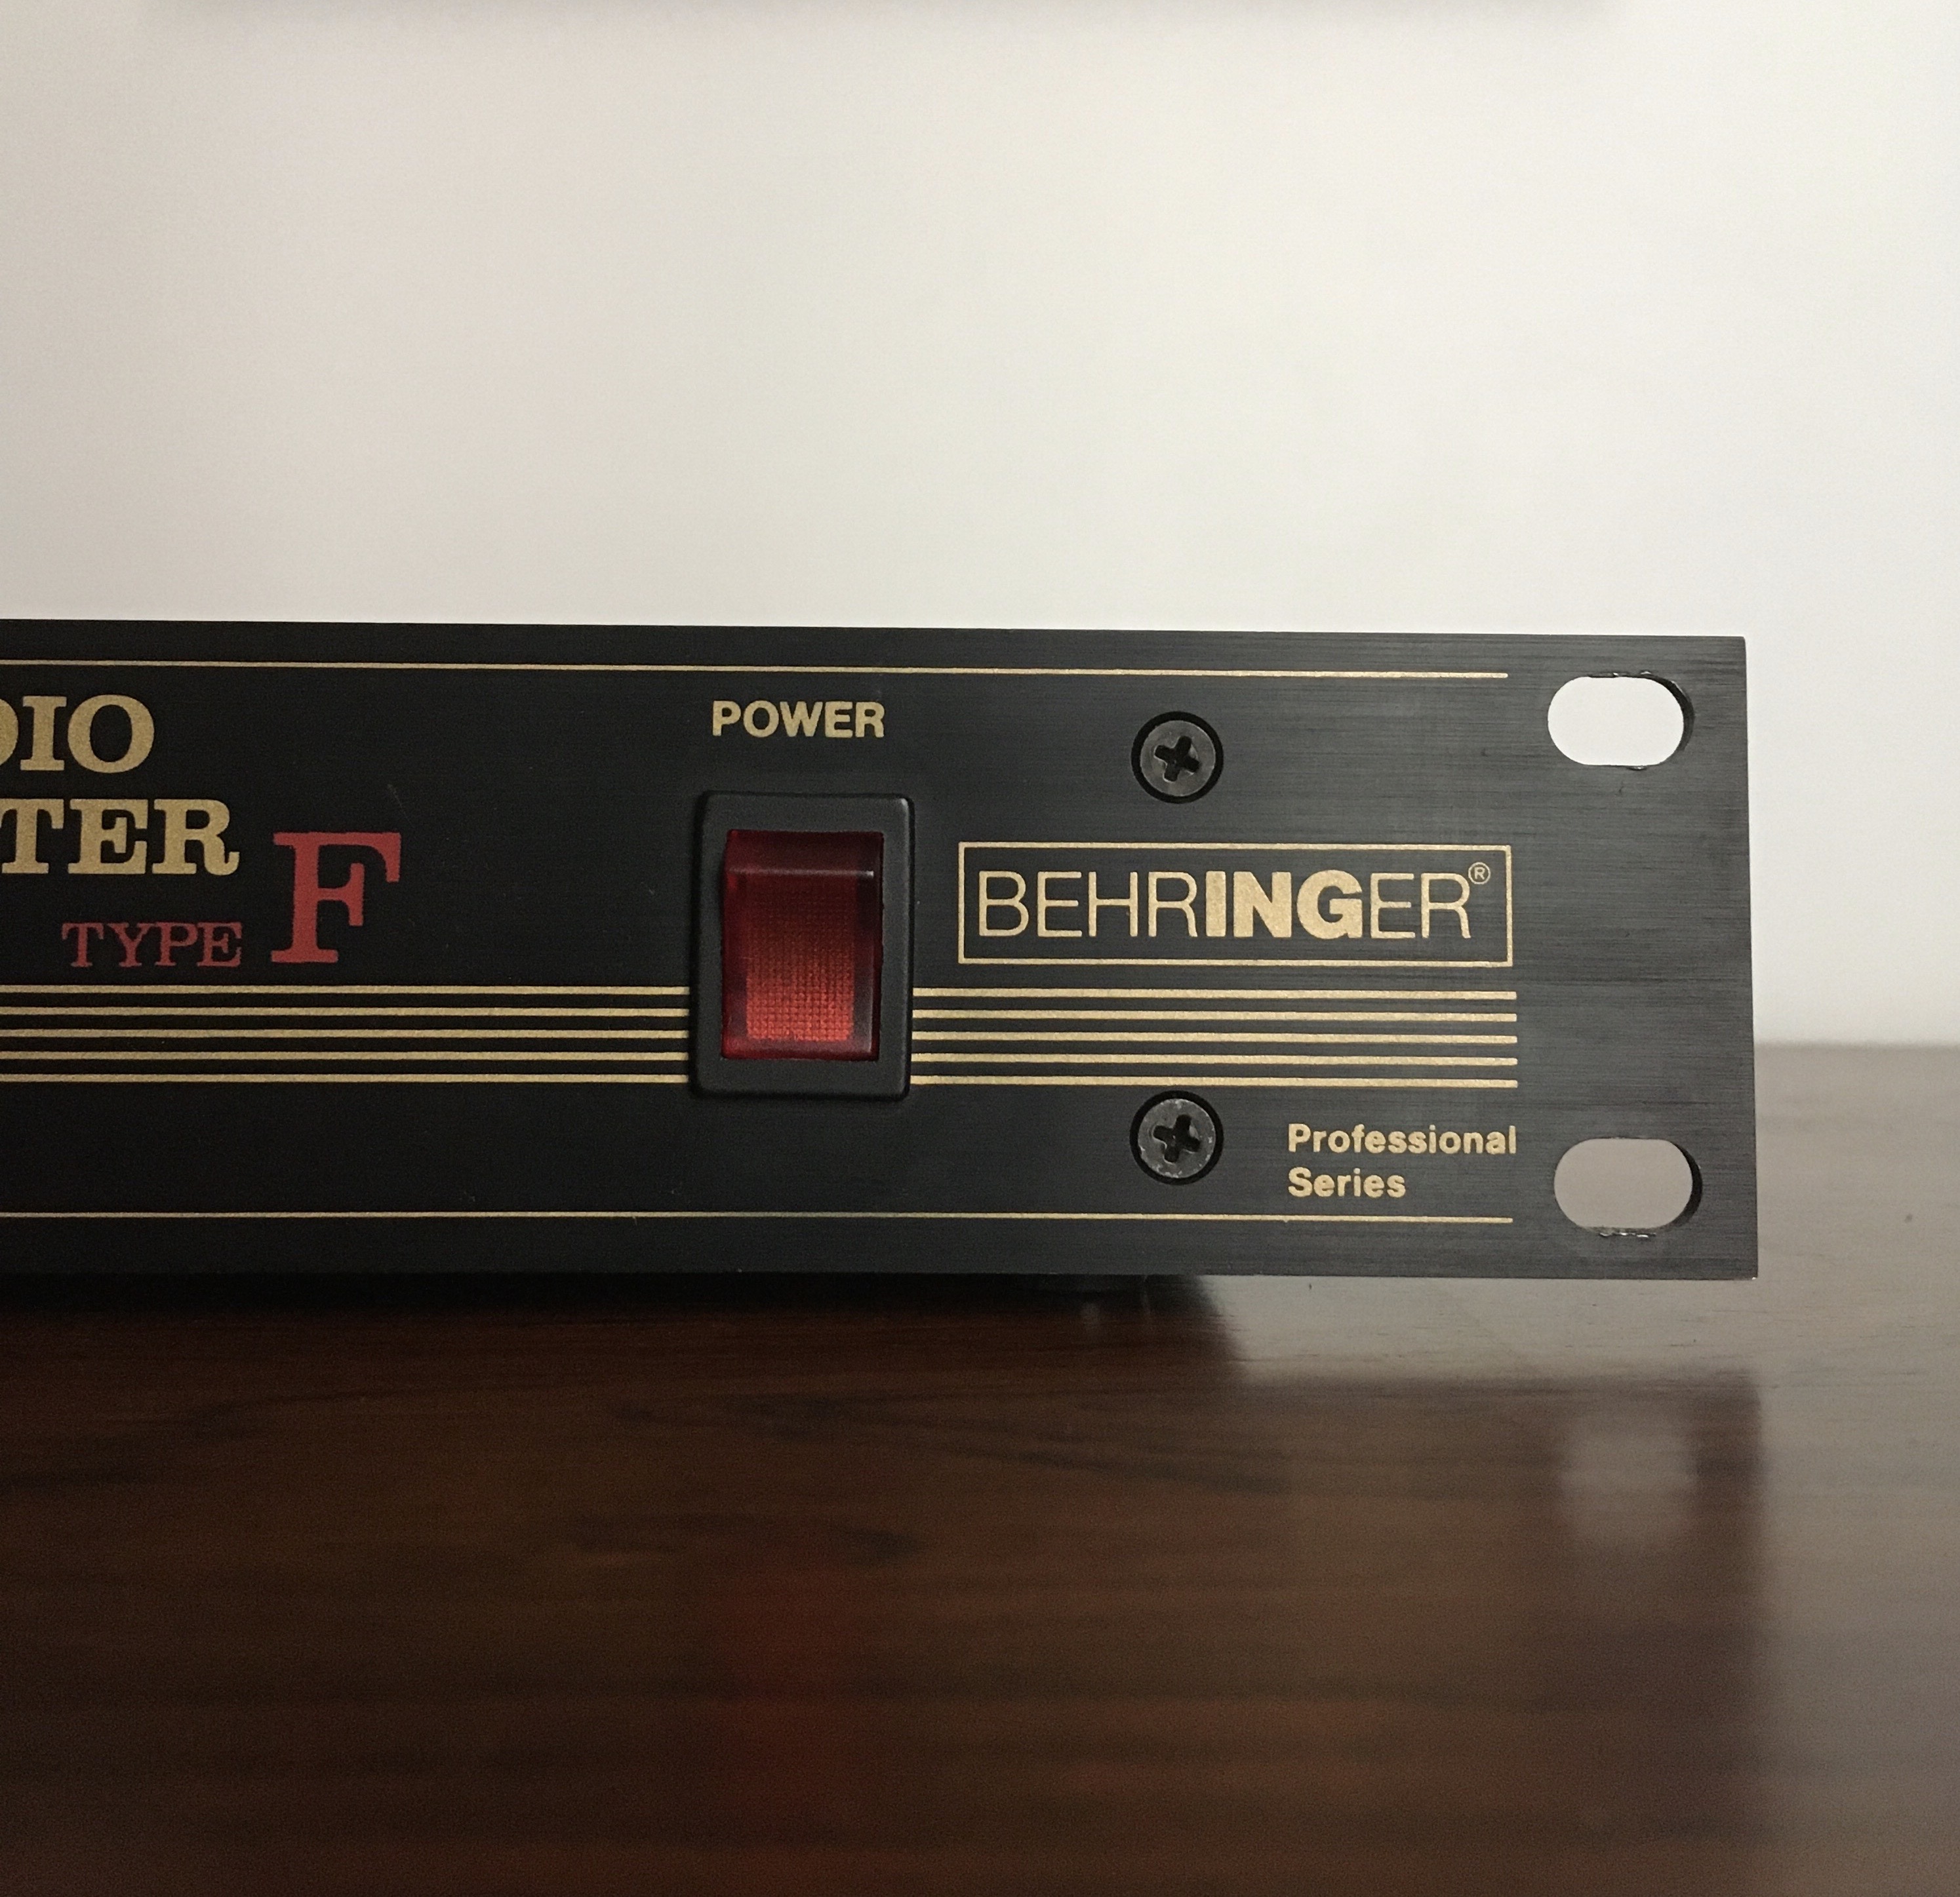 DIO
TER
TYPE F
POWER
BEHRINGER®
Professional
Series